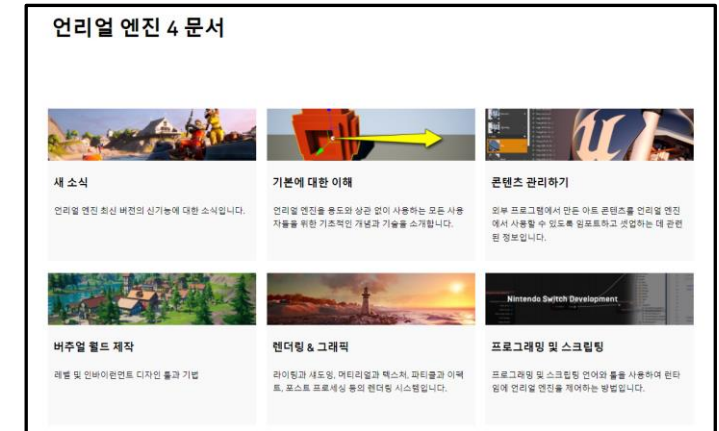 언리얼 엔진 4 문서
새 소식
언리얼 엔진 최신 버전의 신기능에 대한 소식입니다.
기본에 대한 이해
언리얼 엔진을 용도와 상관 없이 사용하는 모든 사용
자들을 위한 기초적인 개념과 기술을 소개합니다.
콘텐츠 관리하기
외부 프로그램에서 만든 아트 콘텐츠를 언리얼 엔진
에서 사용할 수 있도록 임포트하고 셋업하는 데 관련
된 정보입니다.
버추얼 월드 제작
레벨 및 인바이런먼트 디자인 툴과 기법
렌더링 & 그래픽
라이팅과 섀도잉, 머티리얼과 텍스처, 파티클과 이펙
트, 포스트 프로세싱 등의 렌더링 시스템입니다.
Nintendo Switch Development
프로그래밍 및 스크립팅
프로그래밍 및 스크립팅 언어와 툴을 사용하여 런타
임에 언리얼 엔진을 제어하는 방법입니다.